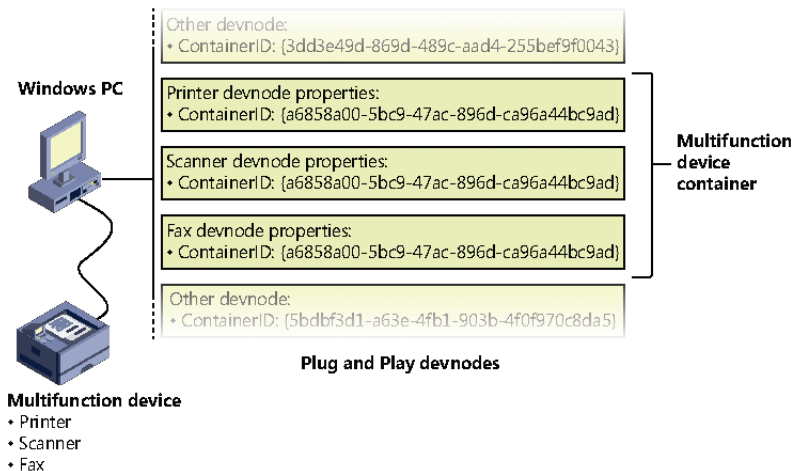 Other devnode:
• ContainerID: {3dd3e49d-869d-489c-aad4-255bef9f0043}
Windows PC
Printer devnode properties:
• ContainerID: {a6858a00-5bc9-47ac-896d-ca96a44bc9ad}
Scanner devnode properties:
• ContainerID: {a6858a00-5bc9-47ac-896d-ca96a44bc9ad}
Multifunction
device
container
Fax devnode properties:
• ContainerID: {a6858a00-5bc9-47ac-896d-ca96a44bc9ad}
Other devnode:
• ContainerID: {5bdbf3d1-a63e-4fb1-903b-4f0f970c8da5}
Plug and Play devnodes
Multifunction device
• Printer
• Scanner
• Fax